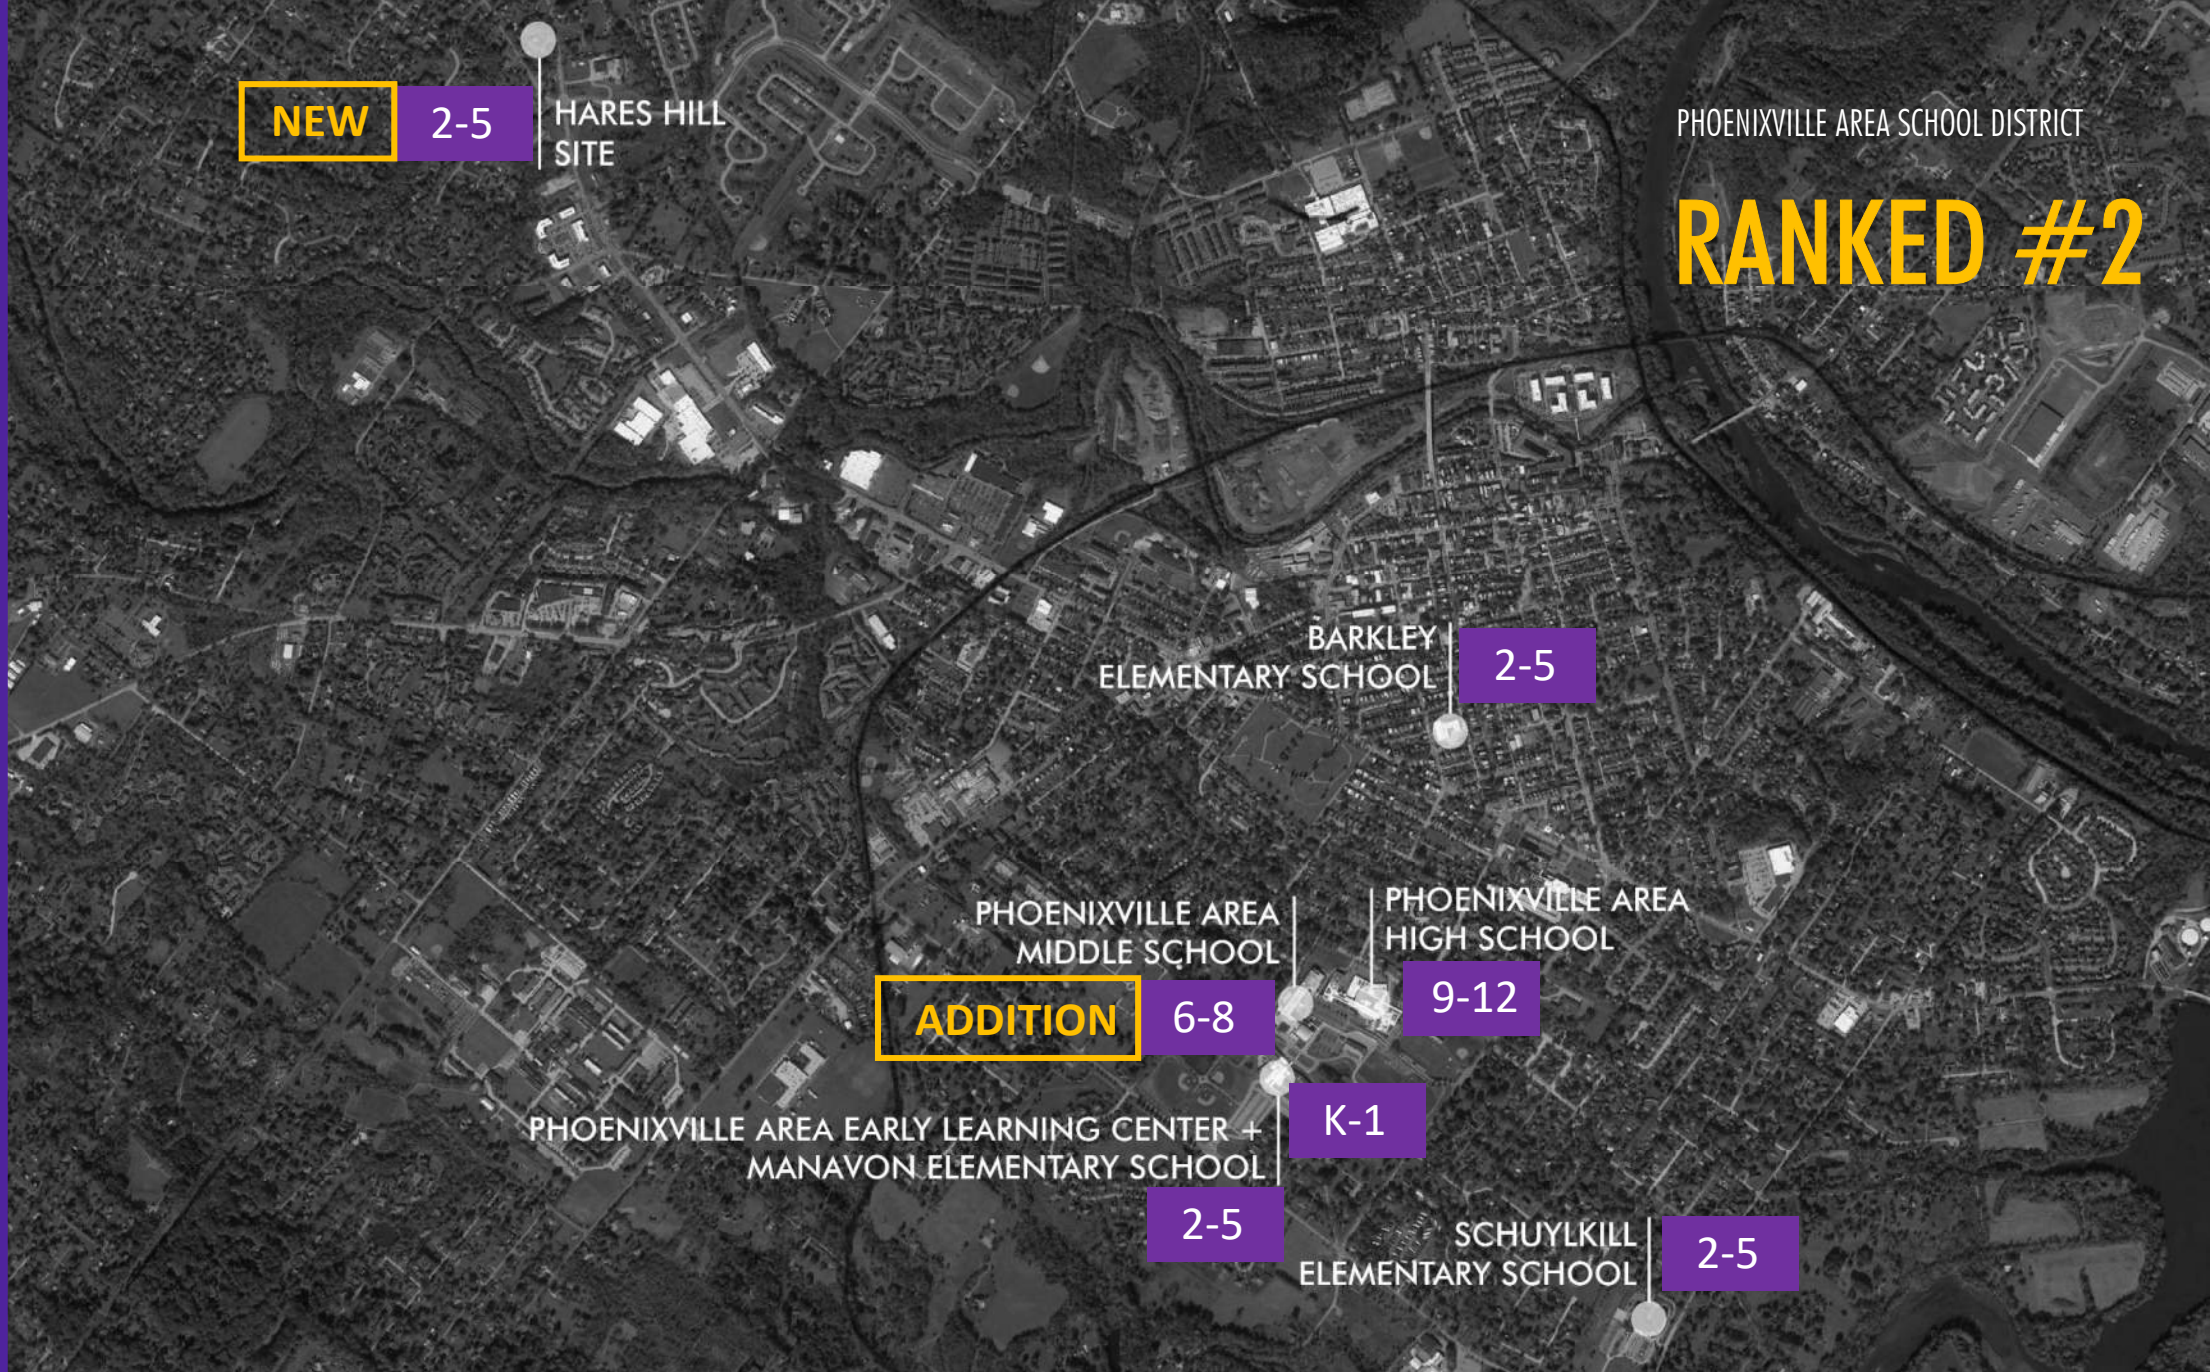 PHOENIXVILLE AREA SCHOOL DISTRICT
RANKED #2
NEW
2-5
HARES HILL
SITE
BARKLEY
ELEMENTARY SCHOOL
2-5
PHOENIXVILLE AREA
MIDDLE SCHOOL
ADDITION
6-8
PHOENIXVILLE AREA
HIGH SCHOOL
9-12
K-1
PHOENIXVILLE AREA EARLY LEARNING CENTER +
MANAVON ELEMENTARY SCHOOL
2-5
SCHUYLKILL
ELEMENTARY SCHOOL
2-5